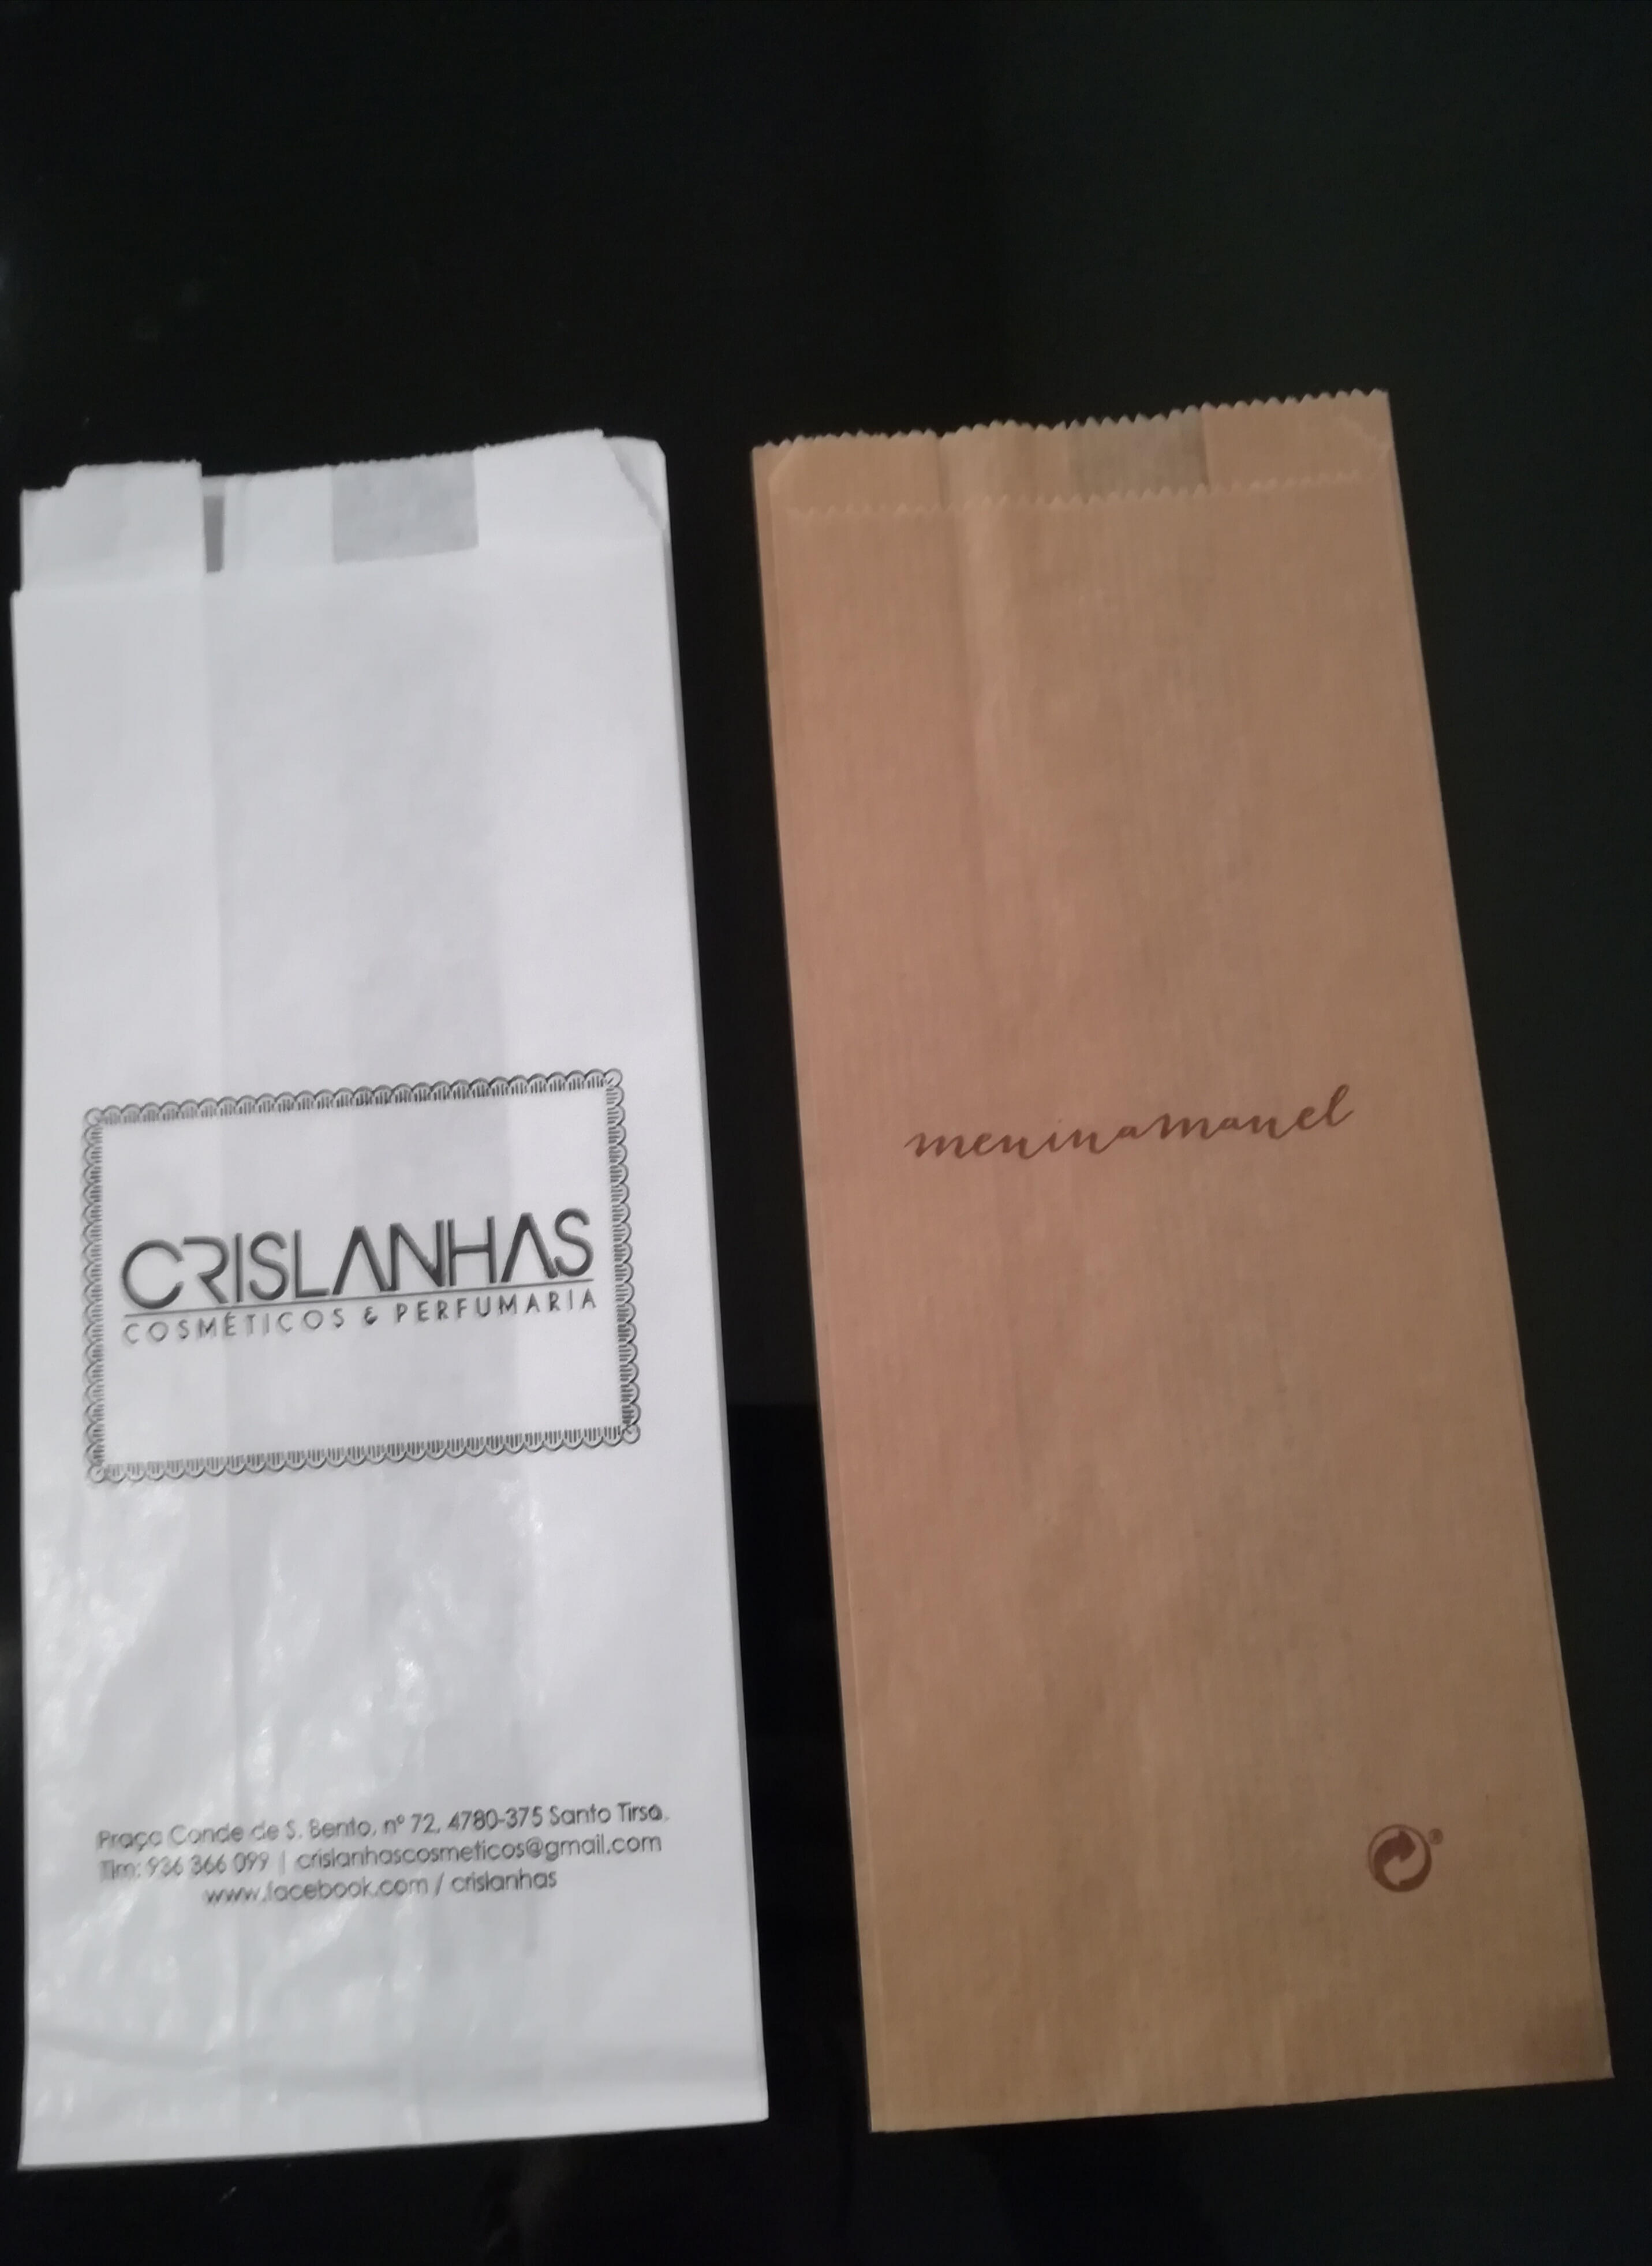 CRISLANHAS
COSMÉTICOS & PERFUMARIA
Praça Conde de S. Bento, nº 72, 4780-375 Santo Tirso.
Tlm: 936 366 099 | crislanhascosmeticos@gmail.com
www.facebook.com / crislanhas
meninamanel
®